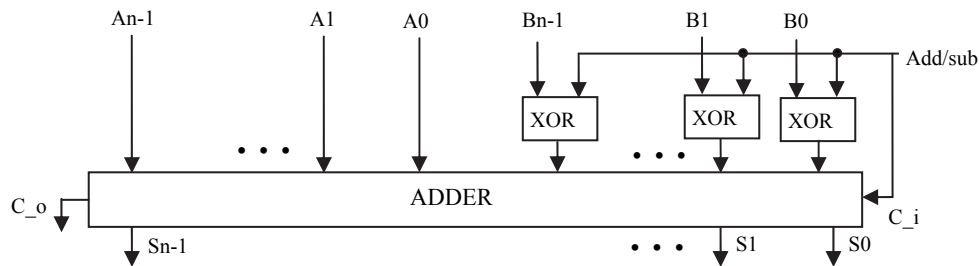 An-1 A1 A0 Bn-1 B1 B0
Add/sub
XOR XOR XOR
• • • • • •
ADDER
C_o C_i
Sn-1 • • • S1 S0